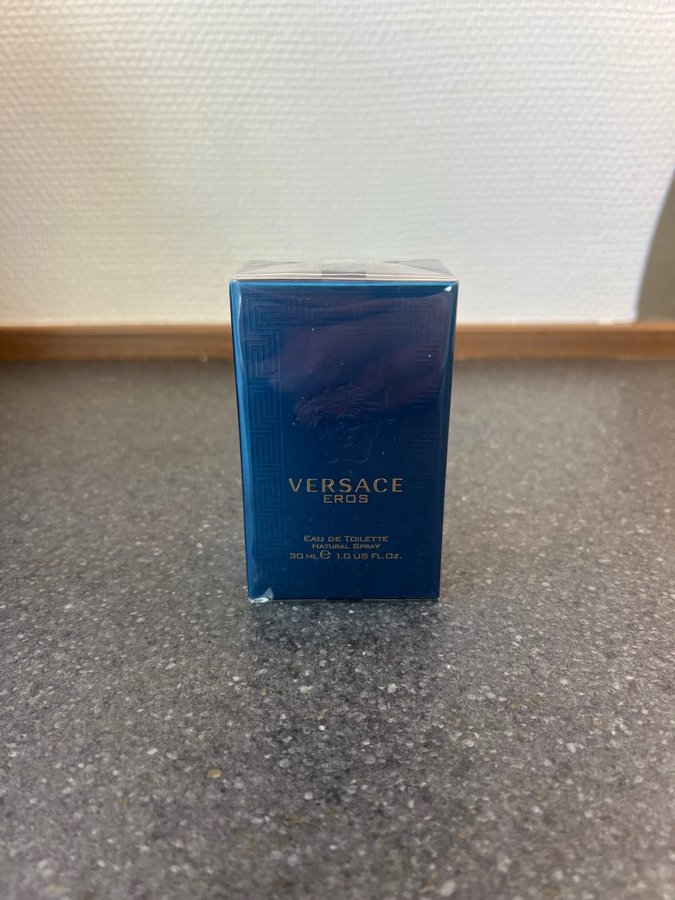 VERSACE
EROS
EAU DE TOILETTE
NATURAL SPRAY
30 ML ℮ 1.0 US FL.OZ.